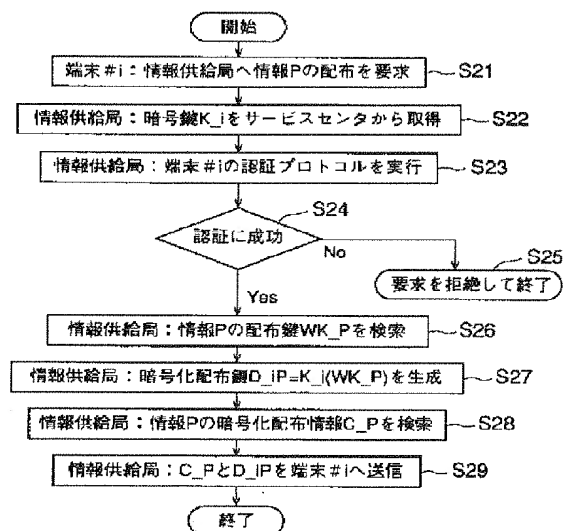 開始
端末#i:情報供給局へ情報Pの配布を要求
S21
情報供給局:暗号鍵K_iをサービスセンタから取得
S22
情報供給局:端末#iの認証プロトコルを実行
S23
S24
認証に成功
No
S25
要求を拒絶して終了
Yes
情報供給局:情報Pの配布鍵WK_Pを検索
S26
情報供給局:暗号化配布鍵D_iP=K_i(WK_P)を生成
S27
情報供給局:情報Pの暗号化配布情報C_Pを検索
S28
情報供給局:C_PとD_iPを端末#iへ送信
S29
終了